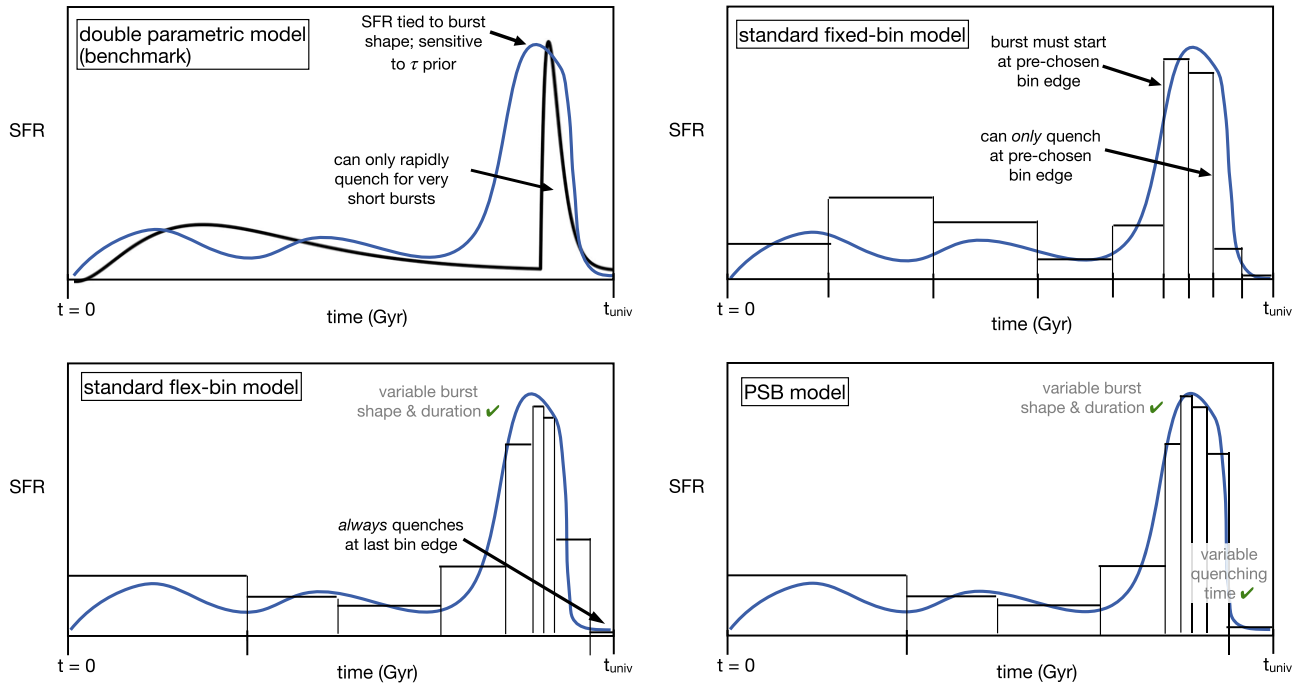 double parametric model
(benchmark)
SFR tied to burst
shape; sensitive
to τ prior
can only rapidly
quench for very
short bursts
SFR
t = 0
time (Gyr)
tuniv
standard fixed-bin model
burst must start
at pre-chosen
bin edge
can only quench
at pre-chosen
bin edge
SFR
t = 0
time (Gyr)
tuniv
standard flex-bin model
variable burst
shape & duration ✔
always quenches
at last bin edge
SFR
t = 0
time (Gyr)
tuniv
PSB model
variable burst
shape & duration ✔
variable
quenching
time ✔
SFR
t = 0
time (Gyr)
tuniv